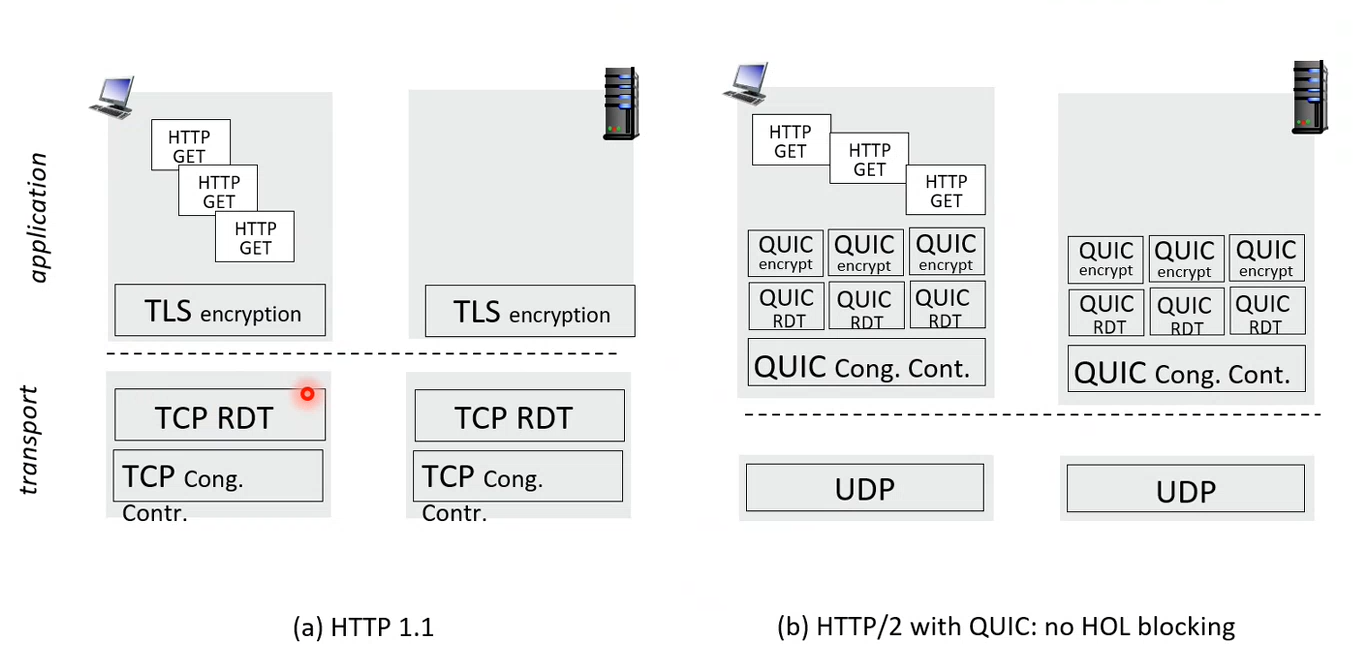 application
transport
HTTP
GET
HTTP
GET
HTTP
GET
TLS encryption
TCP RDT
TCP Cong.
Contr.
TLS encryption
TCP RDT
TCP Cong.
Contr.
(a) HTTP 1.1
HTTP
GET
HTTP
GET
HTTP
GET
QUIC
encrypt
QUIC
encrypt
QUIC
encrypt
QUIC
RDT
QUIC
RDT
QUIC
RDT
QUIC Cong. Cont.
UDP
QUIC
encrypt
QUIC
encrypt
QUIC
encrypt
QUIC
RDT
QUIC
RDT
QUIC
RDT
QUIC Cong. Cont.
UDP
(b) HTTP/2 with QUIC: no HOL blocking